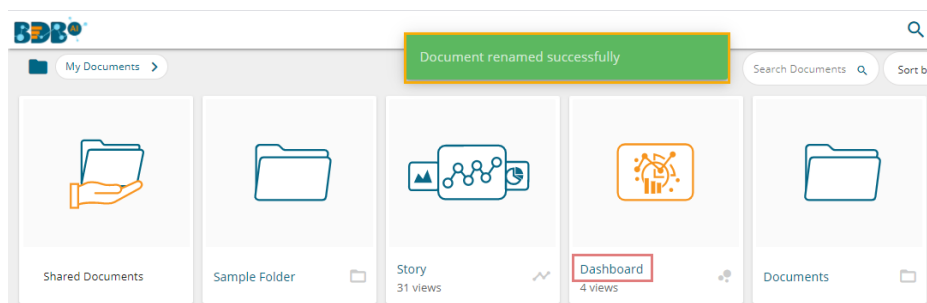 BDB AI
Document renamed successfully
My Documents
Search Documents
Sort b
Shared Documents
Sample Folder
Story
31 views
Dashboard
4 views
Documents